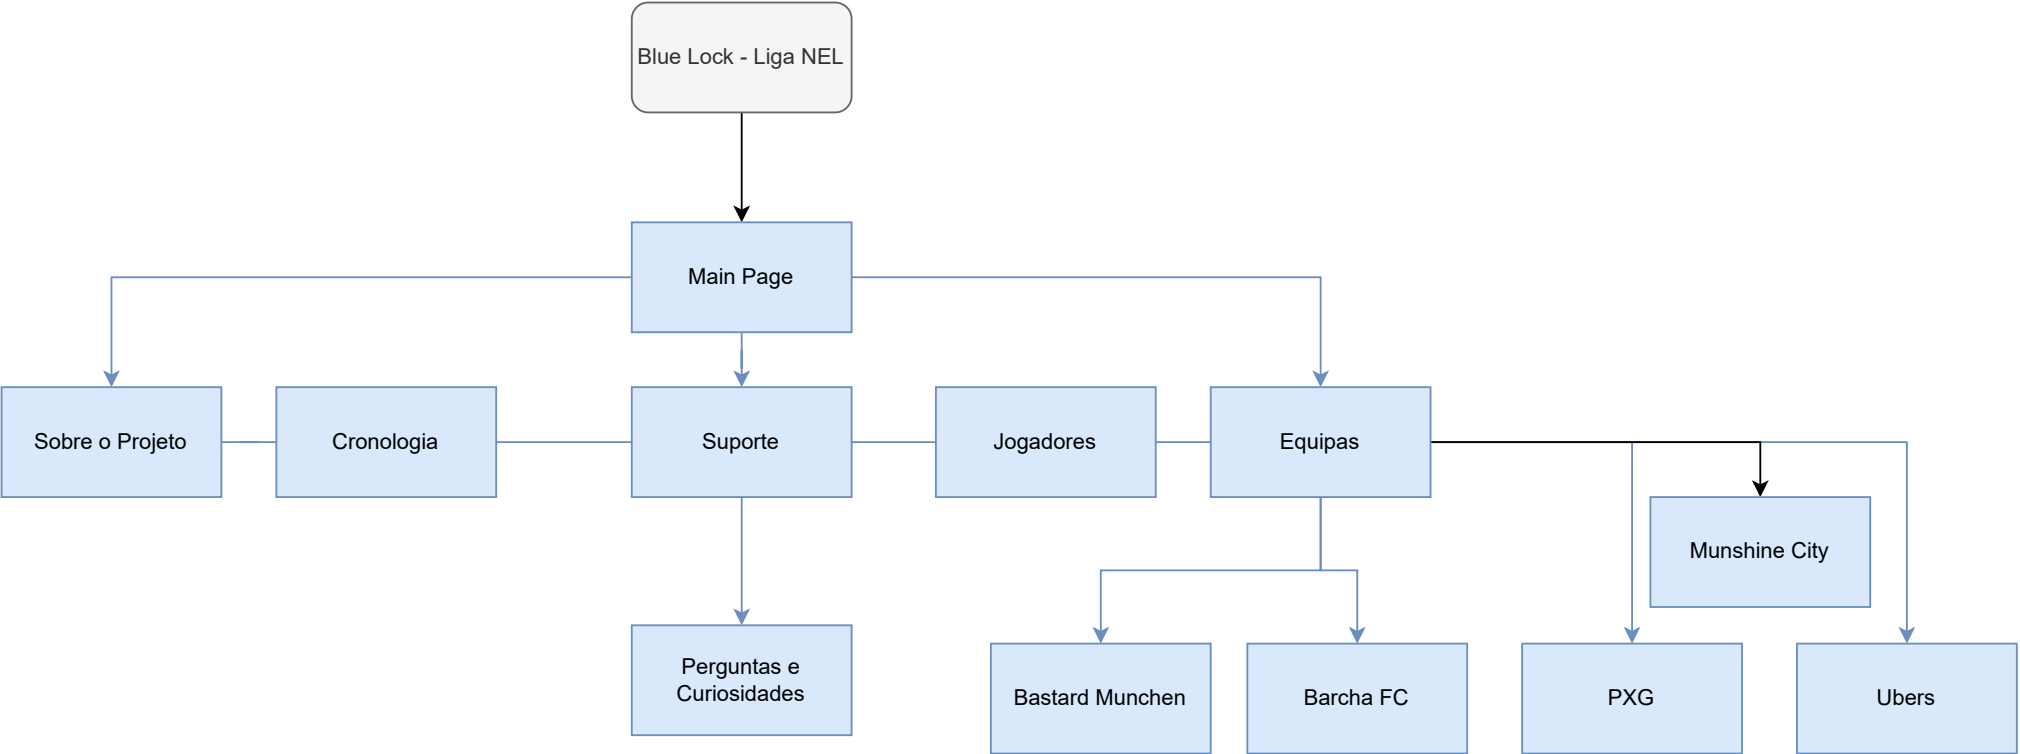 Blue Lock - Liga NEL
Main Page
Sobre o Projeto
Cronologia
Suporte
Jogadores
Equipas
Munshine City
Perguntas e
Curiosidades
Bastard Munchen
Barcha FC
PXG
Ubers